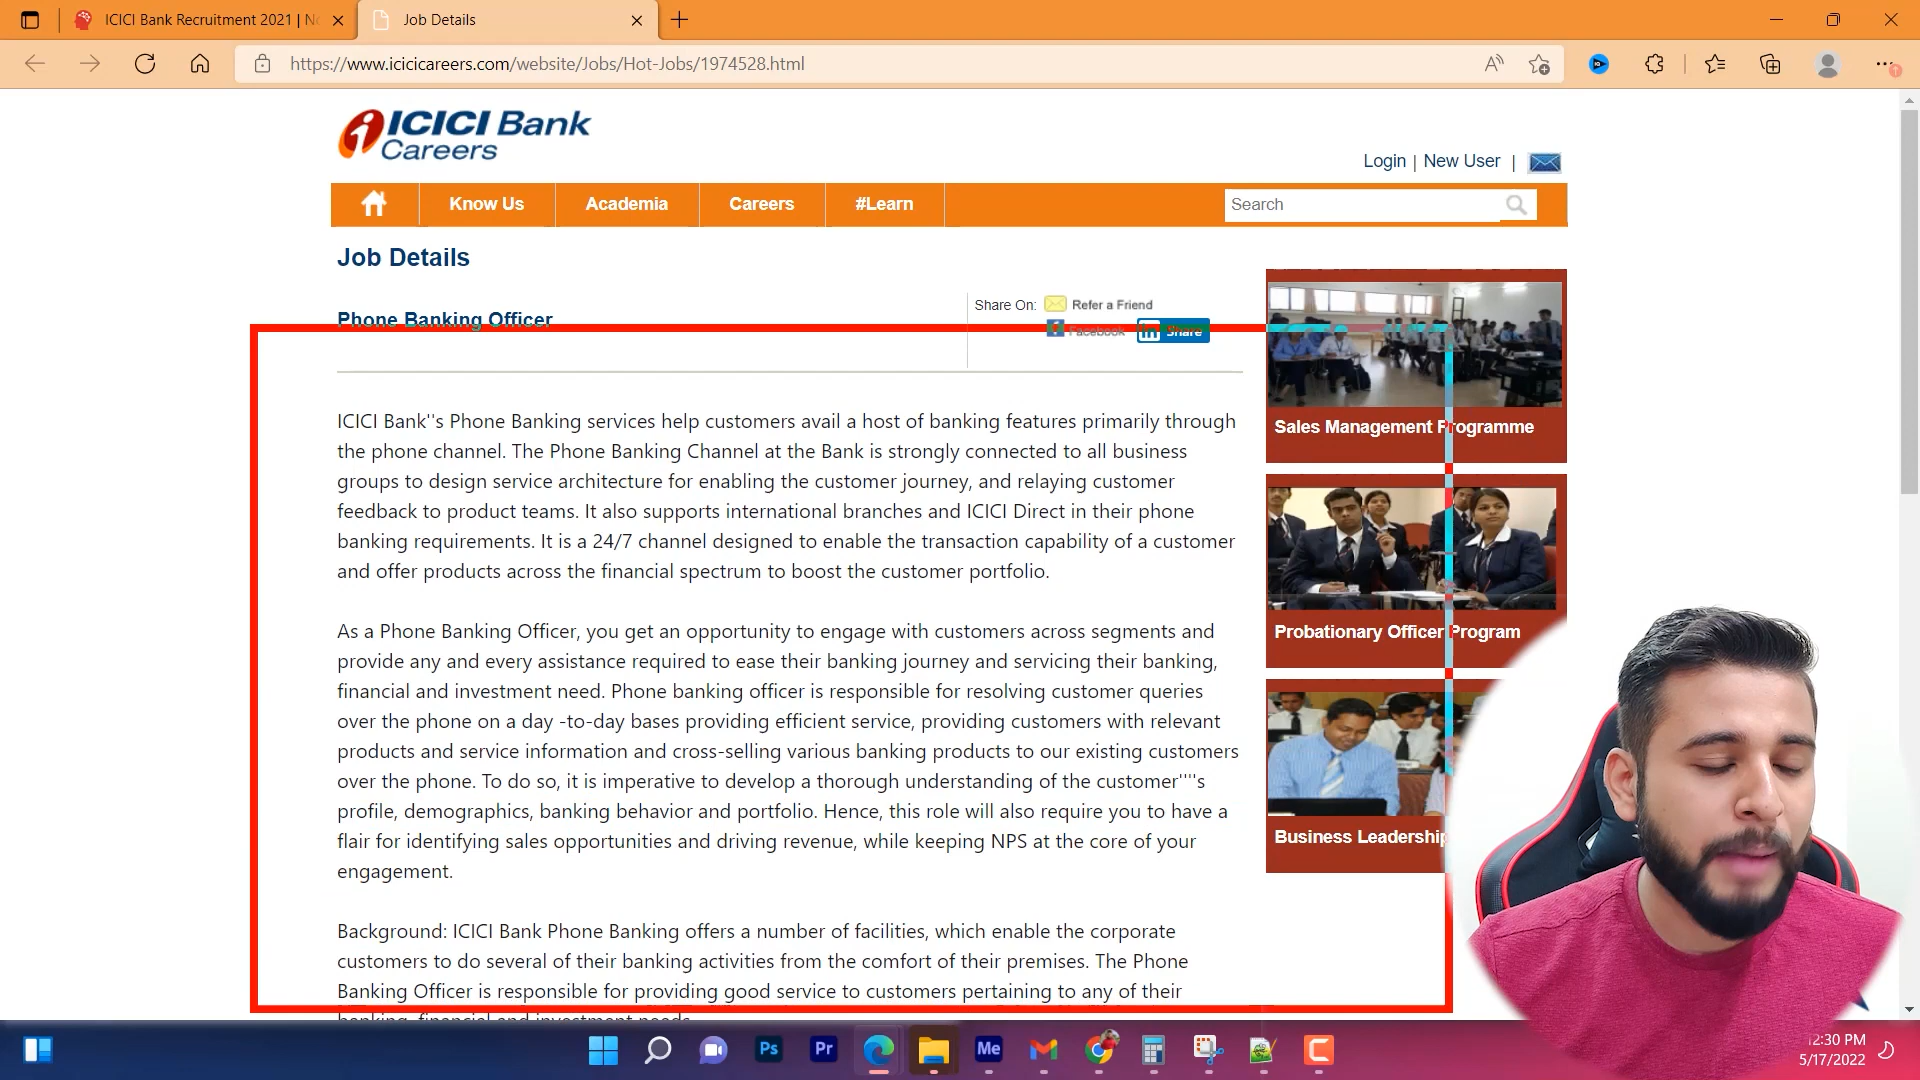 ICICI Bank Recruitment 2021 | No
Job Details
https://www.icicicareers.com/website/Jobs/Hot-Jobs/1974528.html
ICICI Bank
Careers
Login | New User |
Know Us
Academia
Careers
#Learn
Search
Job Details
Phone Banking Officer
Share On:
Refer a Friend
Facebook
in Share
ICICI Bank''s Phone Banking services help customers avail a host of banking features primarily through
the phone channel. The Phone Banking Channel at the Bank is strongly connected to all business
groups to design service architecture for enabling the customer journey, and relaying customer
feedback to product teams. It also supports international branches and ICICI Direct in their phone
banking requirements. It is a 24/7 channel designed to enable the transaction capability of a customer
and offer products across the financial spectrum to boost the customer portfolio.
As a Phone Banking Officer, you get an opportunity to engage with customers across segments and
provide any and every assistance required to ease their banking journey and servicing their banking,
financial and investment need. Phone banking officer is responsible for resolving customer queries
over the phone on a day -to-day bases providing efficient service, providing customers with relevant
products and service information and cross-selling various banking products to our existing customers
over the phone. To do so, it is imperative to develop a thorough understanding of the customer''''s
profile, demographics, banking behavior and portfolio. Hence, this role will also require you to have a
flair for identifying sales opportunities and driving revenue, while keeping NPS at the core of your
engagement.
Background: ICICI Bank Phone Banking offers a number of facilities, which enable the corporate
customers to do several of their banking activities from the comfort of their premises. The Phone
Banking Officer is responsible for providing good service to customers pertaining to any of their
banking, financial and investment needs.
Sales Management Programme
Probationary Officer Program
Business Leadership
Ps
Pr
Me
12:30 PM
5/17/2022